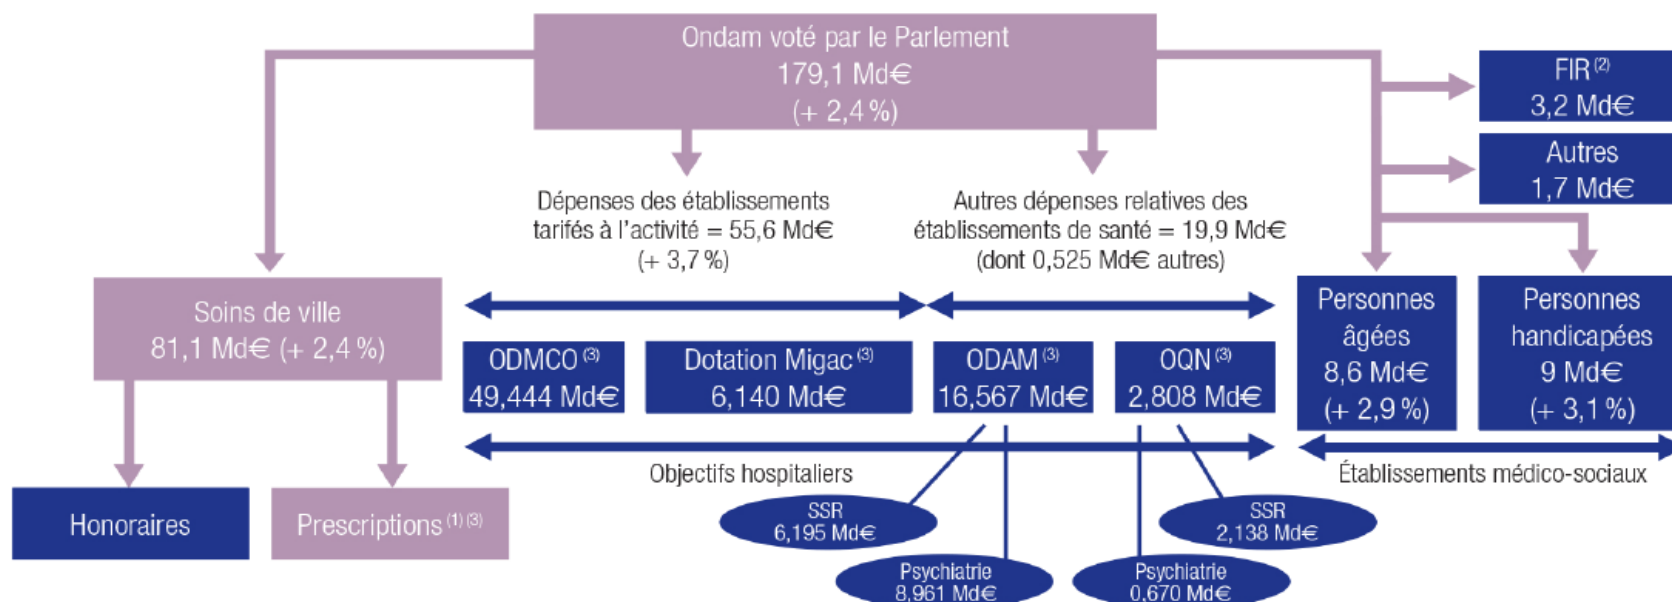 Ondam voté par le Parlement
179,1 Md€
(+ 2,4 %)
FIR (2)
3,2 Md€
Autres
1,7 Md€
Dépenses des établissements
tarifés à l'activité = 55,6 Md€
(+ 3,7 %)
Autres dépenses relatives des
établissements de santé = 19,9 Md€
(dont 0,525 Md€ autres)
Soins de ville
81,1 Md€ (+ 2,4 %)
ODMCO (3)
49,444 Md€
Dotation Migac (3)
6,140 Md€
ODAM (3)
16,567 Md€
OQN (3)
2,808 Md€
Personnes
âgées
8,6 Md€
(+ 2,9 %)
Personnes
handicapées
9 Md€
(+ 3,1 %)
Objectifs hospitaliers
Établissements médico-sociaux
Honoraires
Prescriptions (1) (3)
SSR
6,195 Md€
SSR
2,138 Md€
Psychiatrie
8,961 Md€
Psychiatrie
0,670 Md€